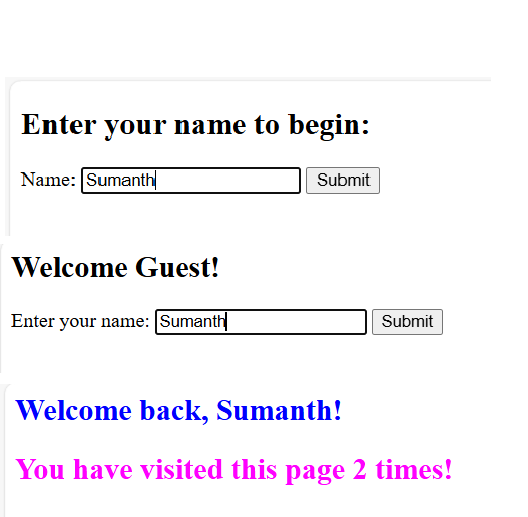 Enter your name to begin:
Name: Sumanth Submit
Welcome Guest!
Enter your name: Sumanth Submit
Welcome back, Sumanth!
You have visited this page 2 times!